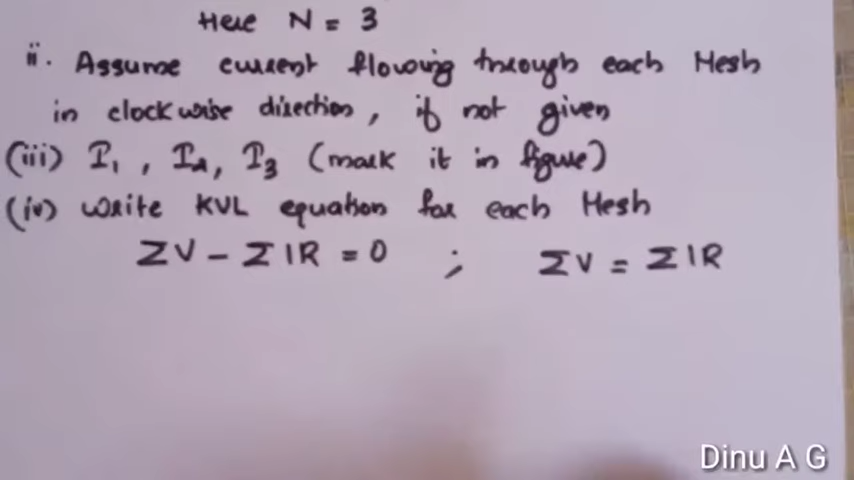 Here N = 3
ii. Assume current flowing through each Mesh
in clockwise direction, if not given
(iii) I1, I2, I3 (mark it in figure)
(iv) write KVL equation for each Mesh
ΣV - ΣIR = 0 ; ΣV = ΣIR
Dinu A G